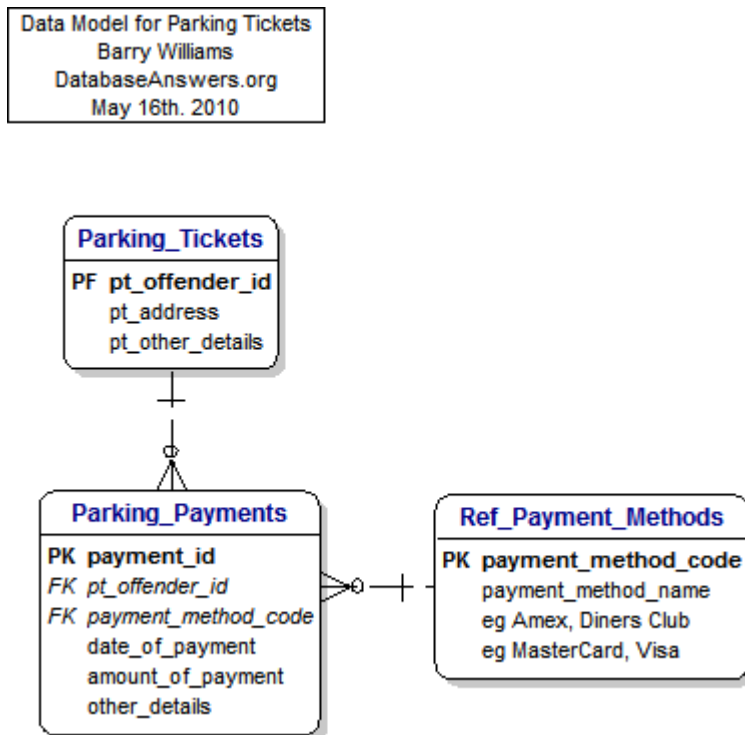 Data Model for Parking Tickets
Barry Williams
DatabaseAnswers.org
May 16th. 2010
Parking_Tickets
PF pt_offender_id
pt_address
pt_other_details
Parking_Payments
PK payment_id
FK pt_offender_id
FK payment_method_code
date_of_payment
amount_of_payment
other_details
Ref_Payment_Methods
PK payment_method_code
payment_method_name
eg Amex, Diners Club
eg MasterCard, Visa